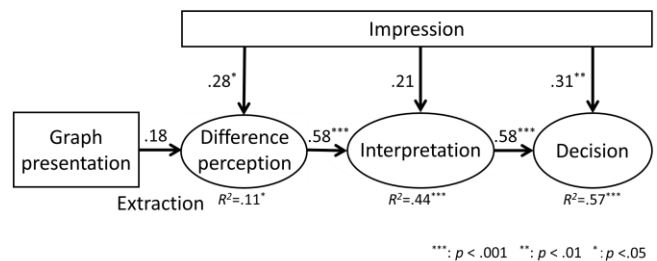 Impression
.28*
.21
.31**
Graph
presentation
.18
Difference
perception
.58***
Interpretation
.58***
Decision
Extraction
R²=.11*
R²=.44***
R²=.57***
***: p < .001 **: p < .01 *: p <.05